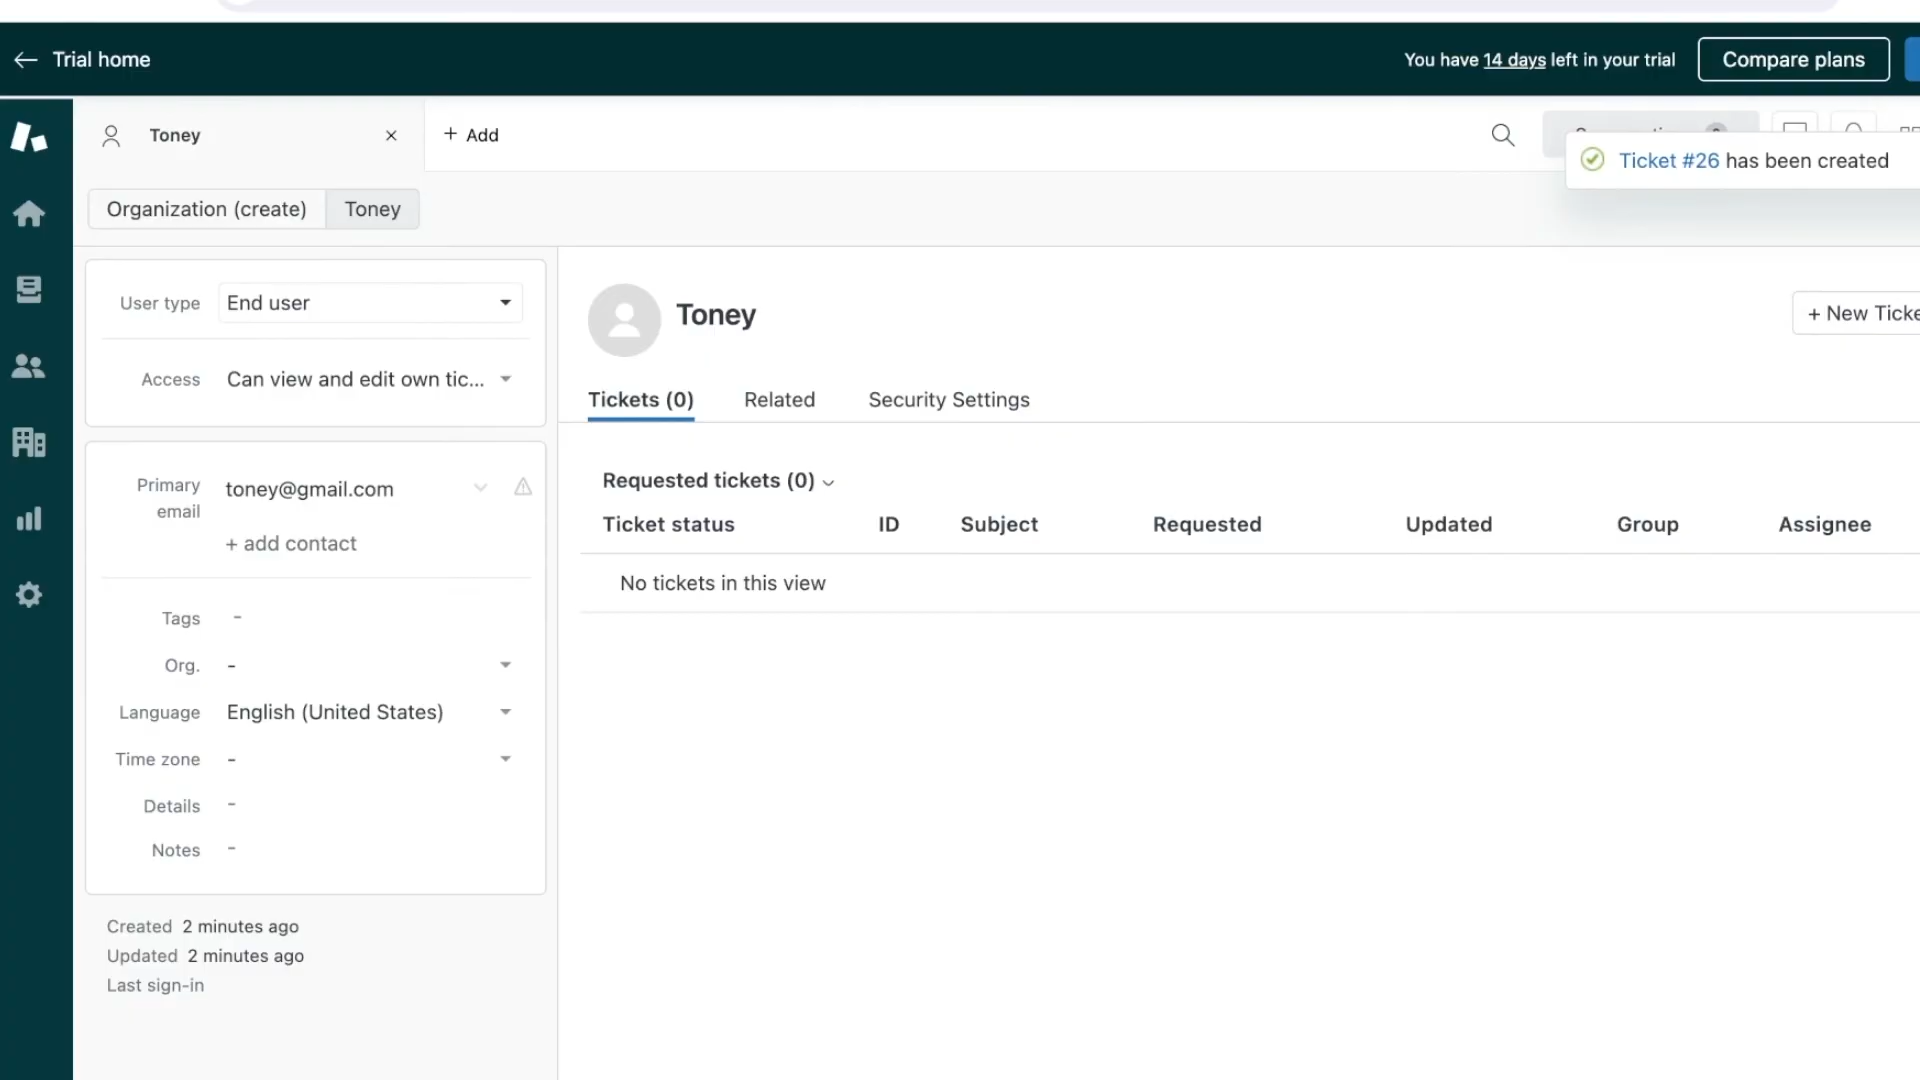 Trial home
You have 14 days left in your trial
Compare plans
Toney
+ Add
Ticket #26 has been created
Organization (create)
Toney
User type
End user
Access
Can view and edit own tic...
Primary
email
toney@gmail.com
+ add contact
Tags -
Org. -
Language
English (United States)
Time zone -
Details -
Notes -
Created 2 minutes ago
Updated 2 minutes ago
Last sign-in
Toney
+ New Ticke
Tickets (0)
Related
Security Settings
Requested tickets (0)
Ticket status ID Subject Requested Updated Group Assignee
No tickets in this view